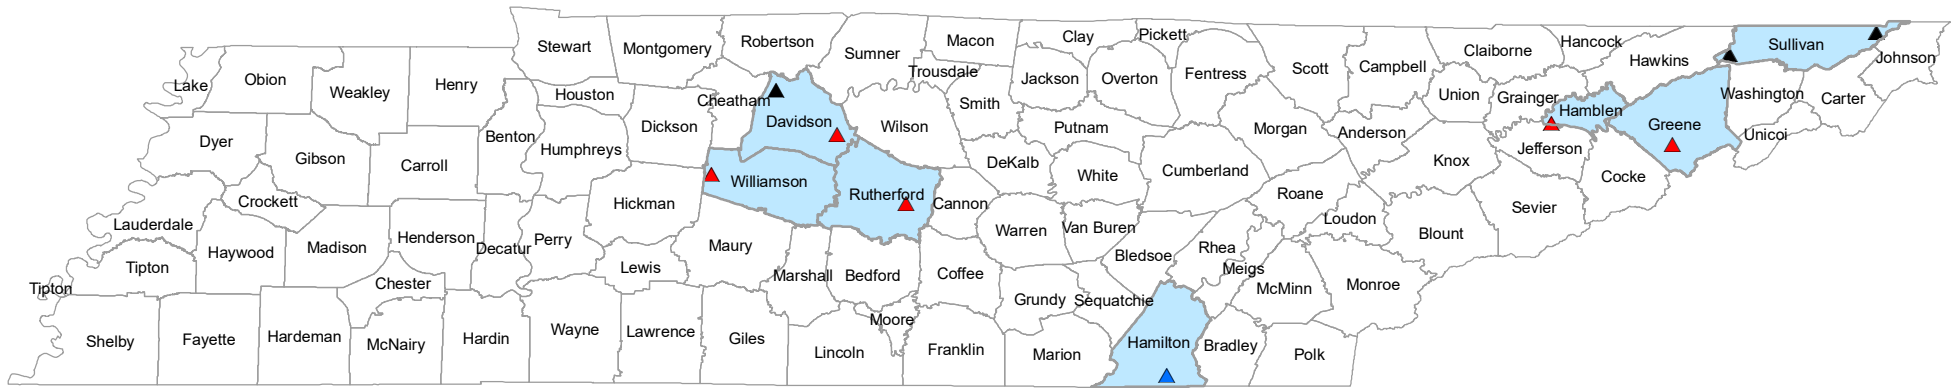 Stewart
Montgomery
Robertson
Sumner
Macon
Clay
Pickett
Claiborne
Hancock
Hawkins
Sullivan
Johnson
Lake
Obion
Weakley
Henry
Houston
Cheatham
Trousdale
Smith
Jackson
Overton
Fentress
Scott
Campbell
Union
Grainger
Hamblen
Washington
Carter
Dyer
Gibson
Carroll
Benton
Humphreys
Dickson
Davidson
Wilson
Putnam
Morgan
Anderson
Knox
Jefferson
Greene
Unicoi
Crockett
Lauderdale
Haywood
Madison
Henderson
Decatur
Perry
Hickman
Williamson
Rutherford
Cannon
DeKalb
White
Cumberland
Roane
Loudon
Blount
Sevier
Cocke
Tipton
Tipton
Chester
Lewis
Maury
Marshall
Bedford
Coffee
Warren
Van Buren
Bledsoe
Rhea
Meigs
McMinn
Monroe
Shelby
Fayette
Hardeman
McNairy
Hardin
Wayne
Lawrence
Giles
Lincoln
Moore
Franklin
Grundy
Sequatchie
Marion
Hamilton
Bradley
Polk